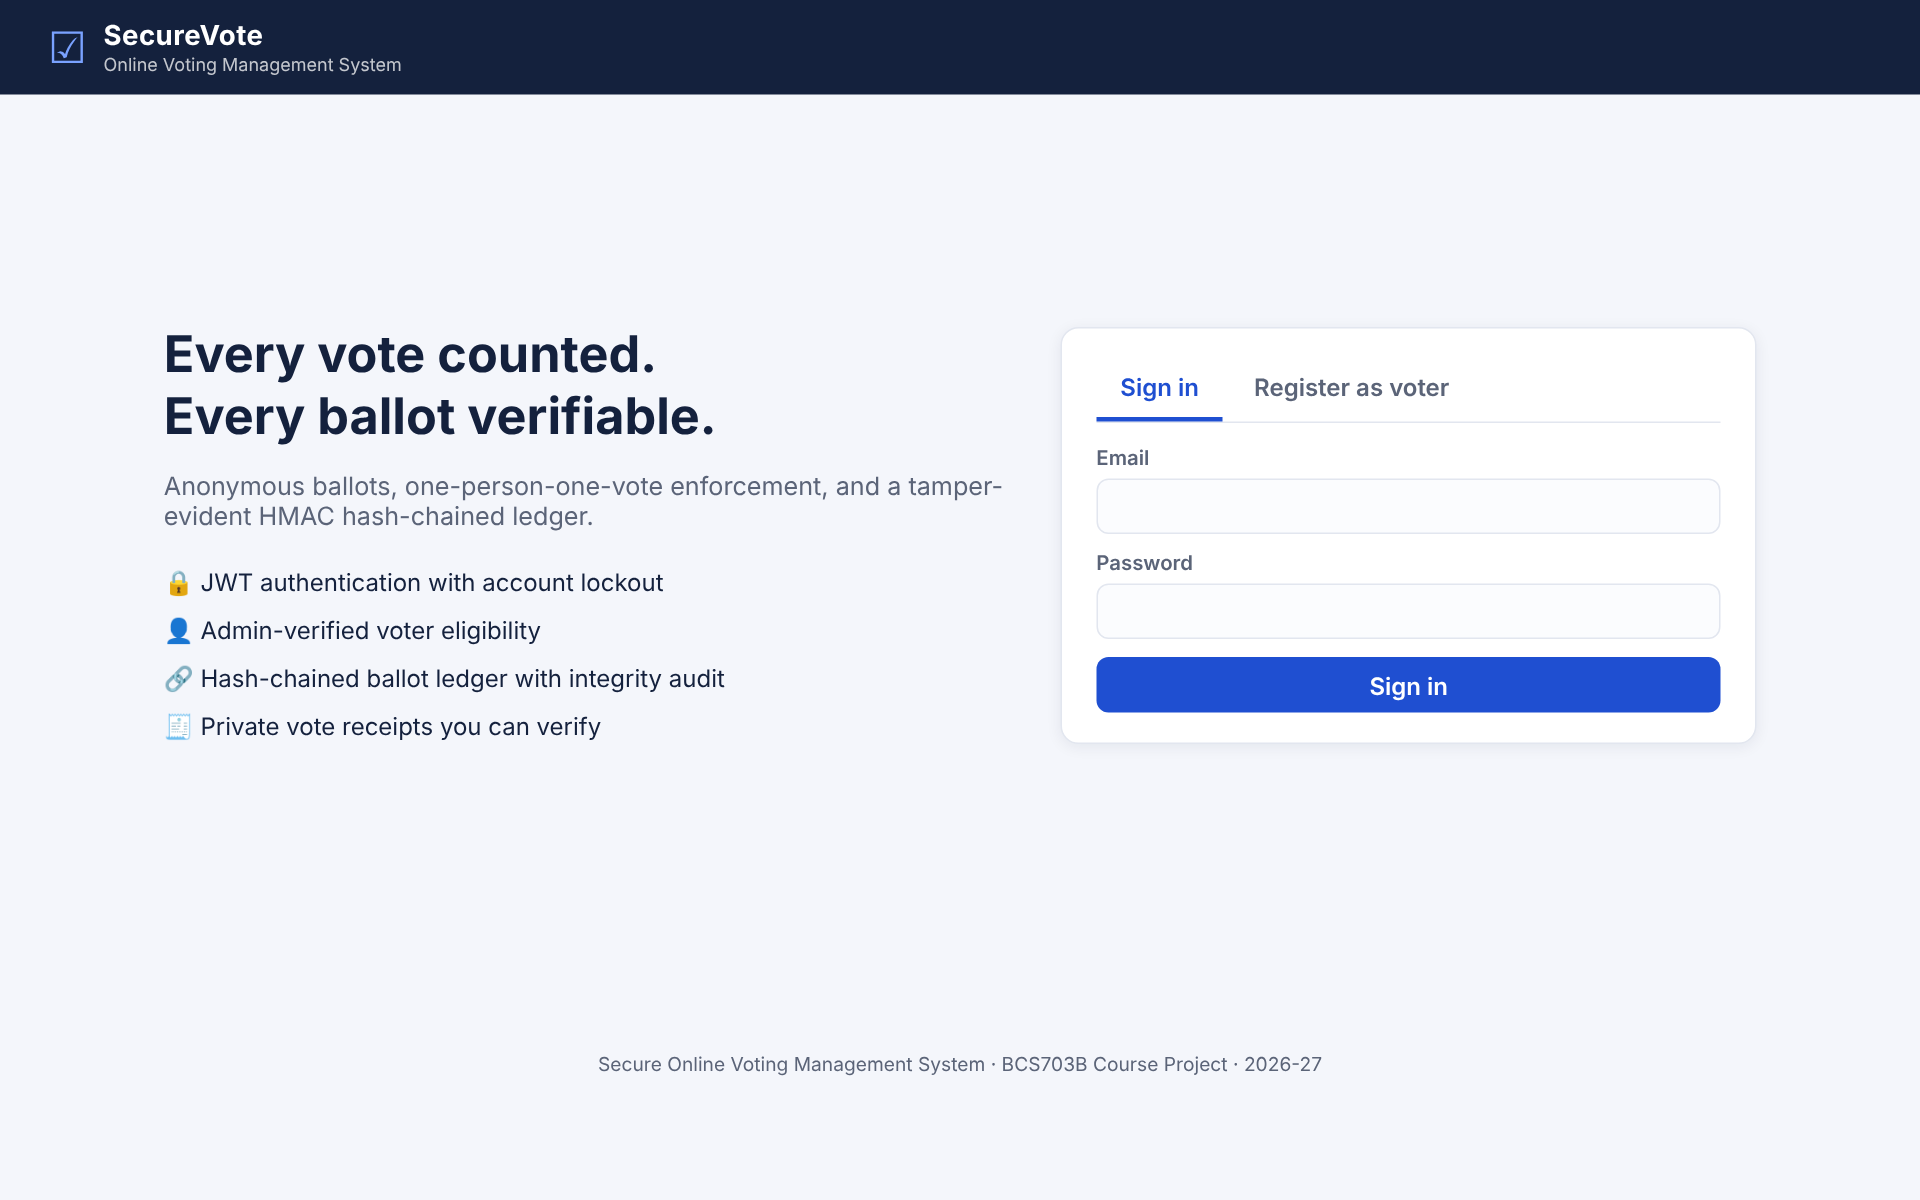 SecureVote
Online Voting Management System
Every vote counted.
Every ballot verifiable.
Anonymous ballots, one-person-one-vote enforcement, and a tamper-
evident HMAC hash-chained ledger.
🔒 JWT authentication with account lockout
👤 Admin-verified voter eligibility
🔗 Hash-chained ballot ledger with integrity audit
🧾 Private vote receipts you can verify
Sign in Register as voter
Email
Password
Sign in
Secure Online Voting Management System · BCS703B Course Project · 2026-27